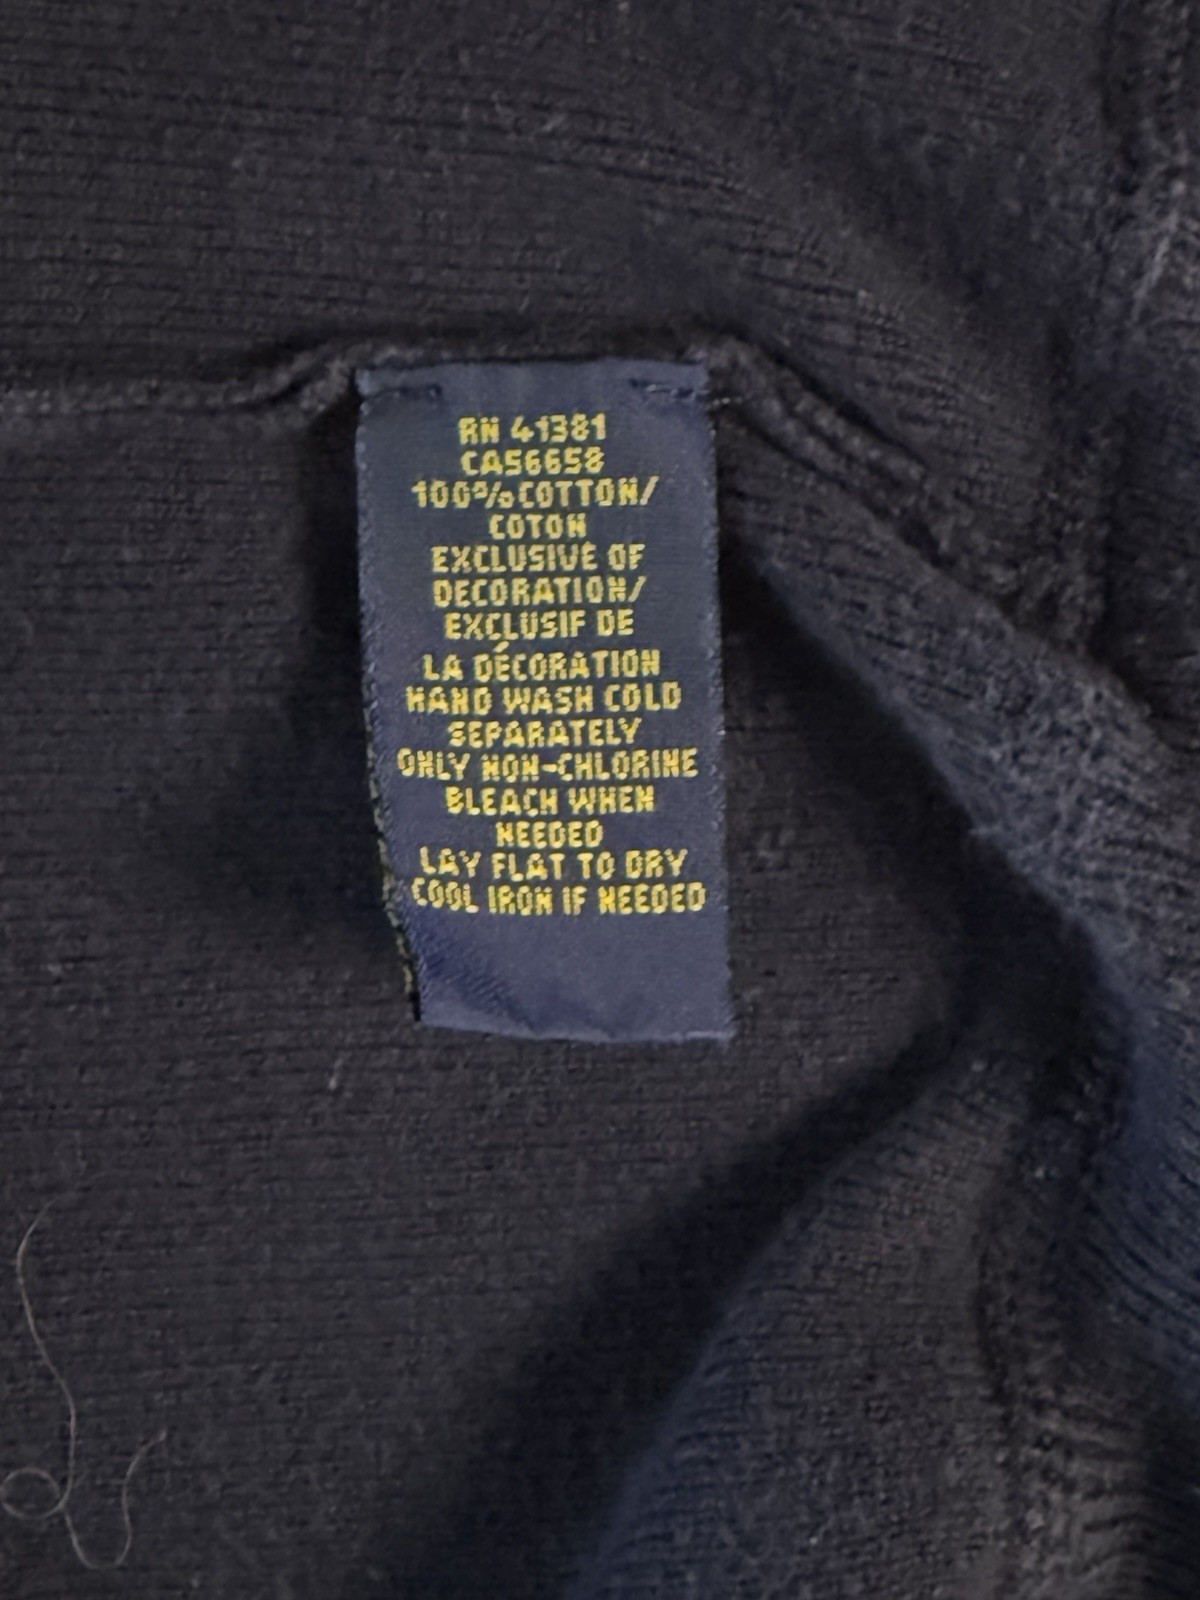 RN 41381
CA56658
100% COTTON/
COTON
EXCLUSIVE OF
DECORATION/
EXCLUSIF DE
LA DÉCORATION
HAND WASH COLD
SEPARATELY
ONLY NON-CHLORINE
BLEACH WHEN
NEEDED
LAY FLAT TO DRY
COOL IRON IF NEEDED